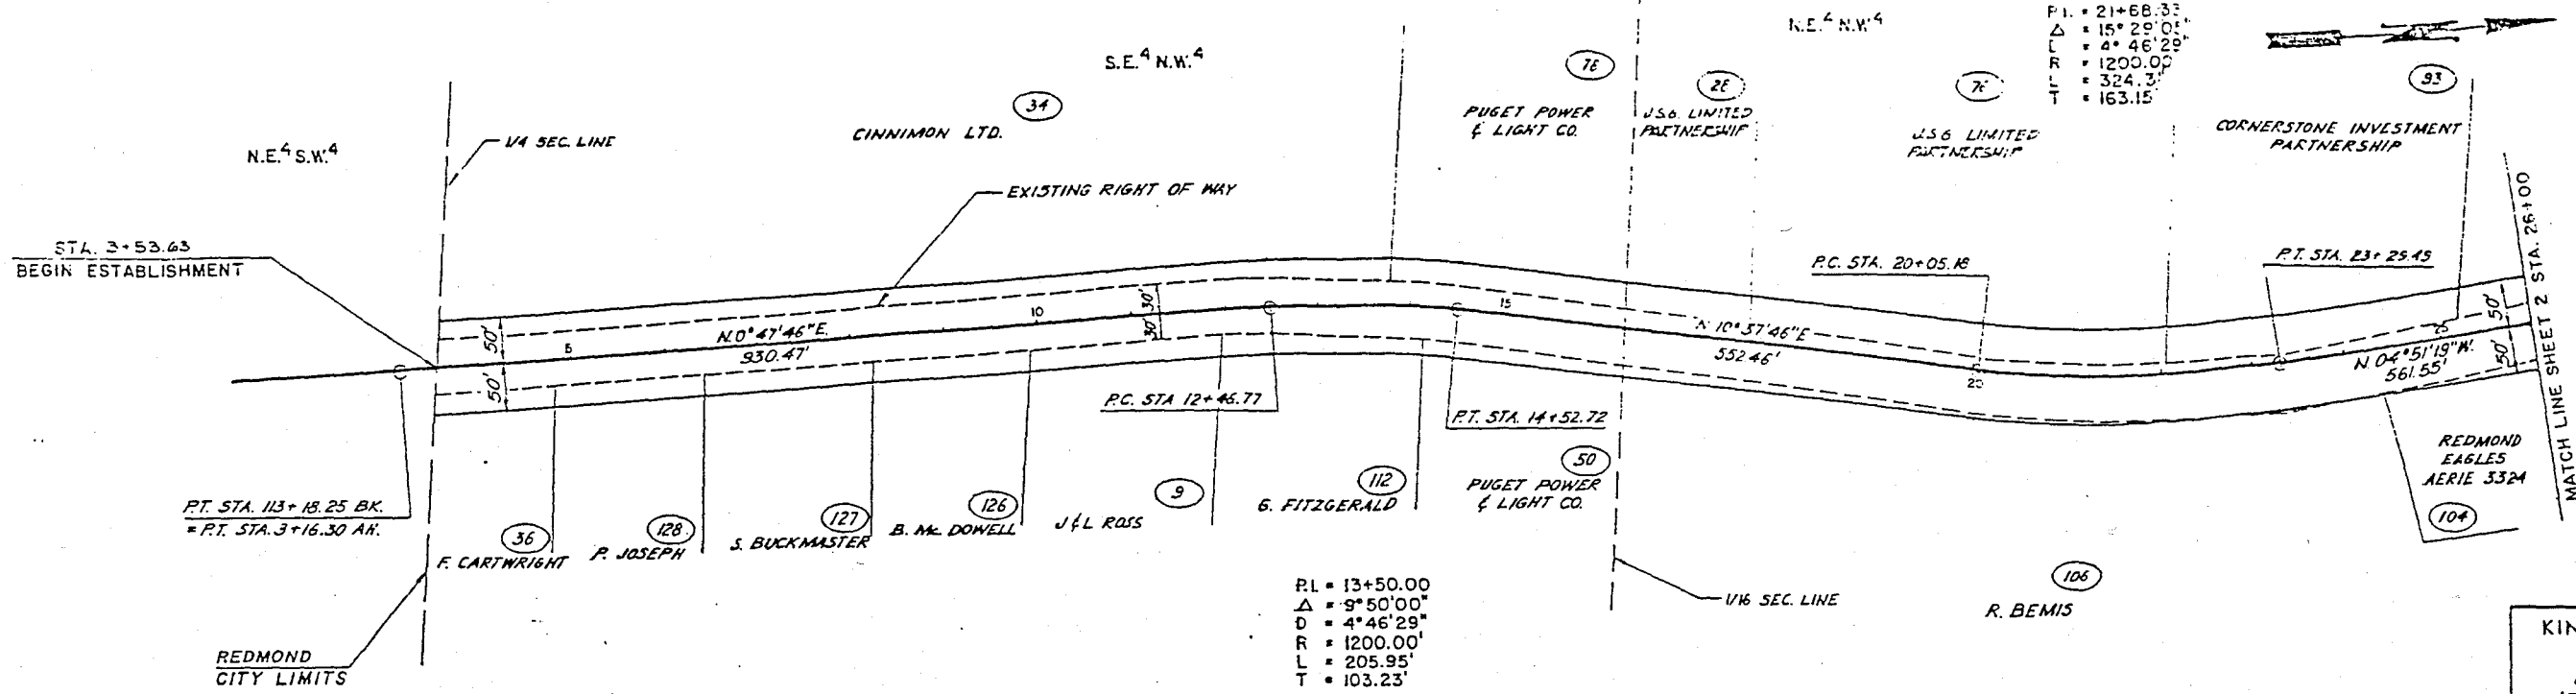 N.E.⁴ N.W.⁴
P.I. = 21+68.33
Δ = 15° 29' 05"
= 4° 46' 29"
R = 1200.00
L = 324.3
T = 163.15'
S.E.⁴ N.W.⁴
N.E.⁴ S.W.⁴
1/4 SEC. LINE
34
CINNIMON LTD.
EXISTING RIGHT OF WAY
7E
PUGET POWER
& LIGHT CO.
2E
J.S.6. LIMITED
PARTNERSHIP
7E
J.S.6 LIMITED
PARTNERSHIP
93
CORNERSTONE INVESTMENT
PARTNERSHIP
STA. 3+53.63
BEGIN ESTABLISHMENT
50'
50'
5
N.0°47'46"E.
930.47'
10
30'
30'
15
N 10°37'46"E
552.46'
P.C. STA. 20+05.18
20
P.T. STA. 23+29.45
25
N. 04°51'19"W.
561.55'
50'
50'
MATCH LINE SHEET 2 STA. 26+00
P.C. STA 12+46.77
P.T. STA. 14+52.72
P.T. STA. 113+18.25 BK.
= P.T. STA. 3+16.30 AH.
36
F. CARTWRIGHT
128
P. JOSEPH
127
S. BUCKMASTER
126
B. Mc. DOWELL
9
J & L ROSS
112
G. FITZGERALD
50
PUGET POWER
& LIGHT CO.
REDMOND
EAGLES
AERIE 3324
104
106
R. BEMIS
1/16 SEC. LINE
REDMOND
CITY LIMITS
P.I. = 13+50.00
Δ = 9°50'00"
D = 4°46'29"
R = 1200.00'
L = 205.95'
T = 103.23'
KIN